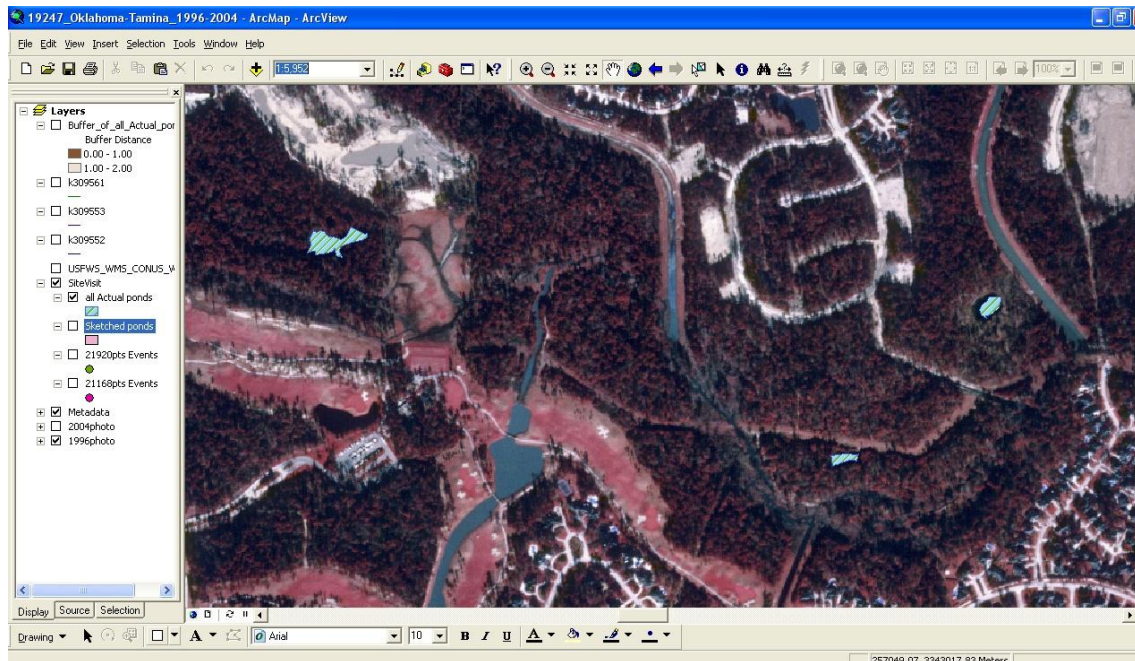 19247_Oklahoma-Tamina_1996-2004 - ArcMap - ArcView
File Edit View Insert Selection Tools Window Help
1:5,952
100%
Layers
Buffer_of_all_Actual_por
Buffer Distance
0.00 - 1.00
1.00 - 2.00
k309561
k309553
k309552
USFWS_WMS_CONUS_W
SiteVisit
all Actual ponds
Sketched ponds
21920pts Events
21168pts Events
Metadata
2004photo
1996photo
Display Source Selection
Drawing A Arial 10 B I U A
257049.07 3343017.83 Meters